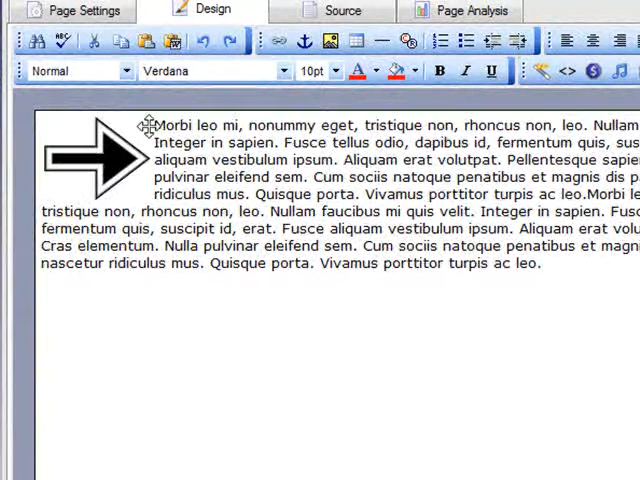 Page Settings Design Source Page Analysis
ABC
Normal Verdana 10pt A B I U <> S
Morbi leo mi, nonummy eget, tristique non, rhoncus non, leo. Nullam
Integer in sapien. Fusce tellus odio, dapibus id, fermentum quis, sus
aliquam vestibulum ipsum. Aliquam erat volutpat. Pellentesque sapien
pulvinar eleifend sem. Cum sociis natoque penatibus et magnis dis p
ridiculus mus. Quisque porta. Vivamus porttitor turpis ac leo.Morbi le
tristique non, rhoncus non, leo. Nullam faucibus mi quis velit. Integer in sapien. Fus
fermentum quis, suscipit id, erat. Fusce aliquam vestibulum ipsum. Aliquam erat volu
Cras elementum. Nulla pulvinar eleifend sem. Cum sociis natoque penatibus et magni
nascetur ridiculus mus. Quisque porta. Vivamus porttitor turpis ac leo.